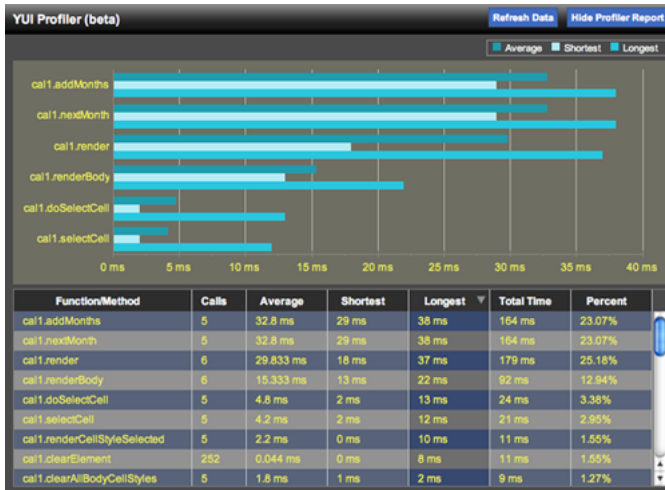 YUI Profiler (beta) Refresh Data Hide Profiler Report
Average Shortest Longest
cal1.addMonths
cal1.nextMonth
cal1.render
cal1.renderBody
cal1.doSelectCell
cal1.selectCell
0 ms 5 ms 10 ms 15 ms 20 ms 25 ms 30 ms 35 ms 40 ms
Function/Method Calls Average Shortest Longest Total Time Percent
cal1.addMonths 5 32.8 ms 29 ms 38 ms 164 ms 23.07%
cal1.nextMonth 5 32.8 ms 29 ms 38 ms 164 ms 23.07%
cal1.render 6 29.833 ms 18 ms 37 ms 179 ms 25.18%
cal1.renderBody 6 15.333 ms 13 ms 22 ms 92 ms 12.94%
cal1.doSelectCell 5 4.8 ms 2 ms 13 ms 24 ms 3.38%
cal1.selectCell 5 4.2 ms 2 ms 12 ms 21 ms 2.95%
cal1.renderCellStyleSelected 5 2.2 ms 0 ms 10 ms 11 ms 1.55%
cal1.clearElement 252 0.044 ms 0 ms 8 ms 11 ms 1.55%
cal1.clearAllBodyCellStyles 5 1.8 ms 1 ms 2 ms 9 ms 1.27%